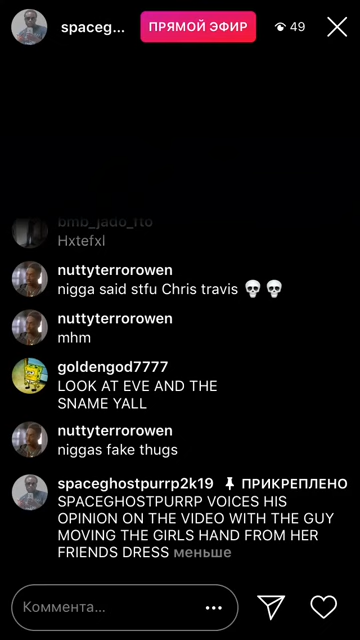 spaceg...
ПРЯМОЙ ЭФИР
49
bmb_jado_fto
Hxtefxl
nuttyterrorowen
nigga said stfu Chris travis 💀💀
nuttyterrorowen
mhm
goldengod7777
LOOK AT EVE AND THE
SNAME YALL
nuttyterrorowen
niggas fake thugs
spaceghostpurrp2k19 📌 ПРИКРЕПЛЕНО
SPACEGHOSTPURRP VOICES HIS
OPINION ON THE VIDEO WITH THE GUY
MOVING THE GIRLS HAND FROM HER
FRIENDS DRESS меньше
Коммента...